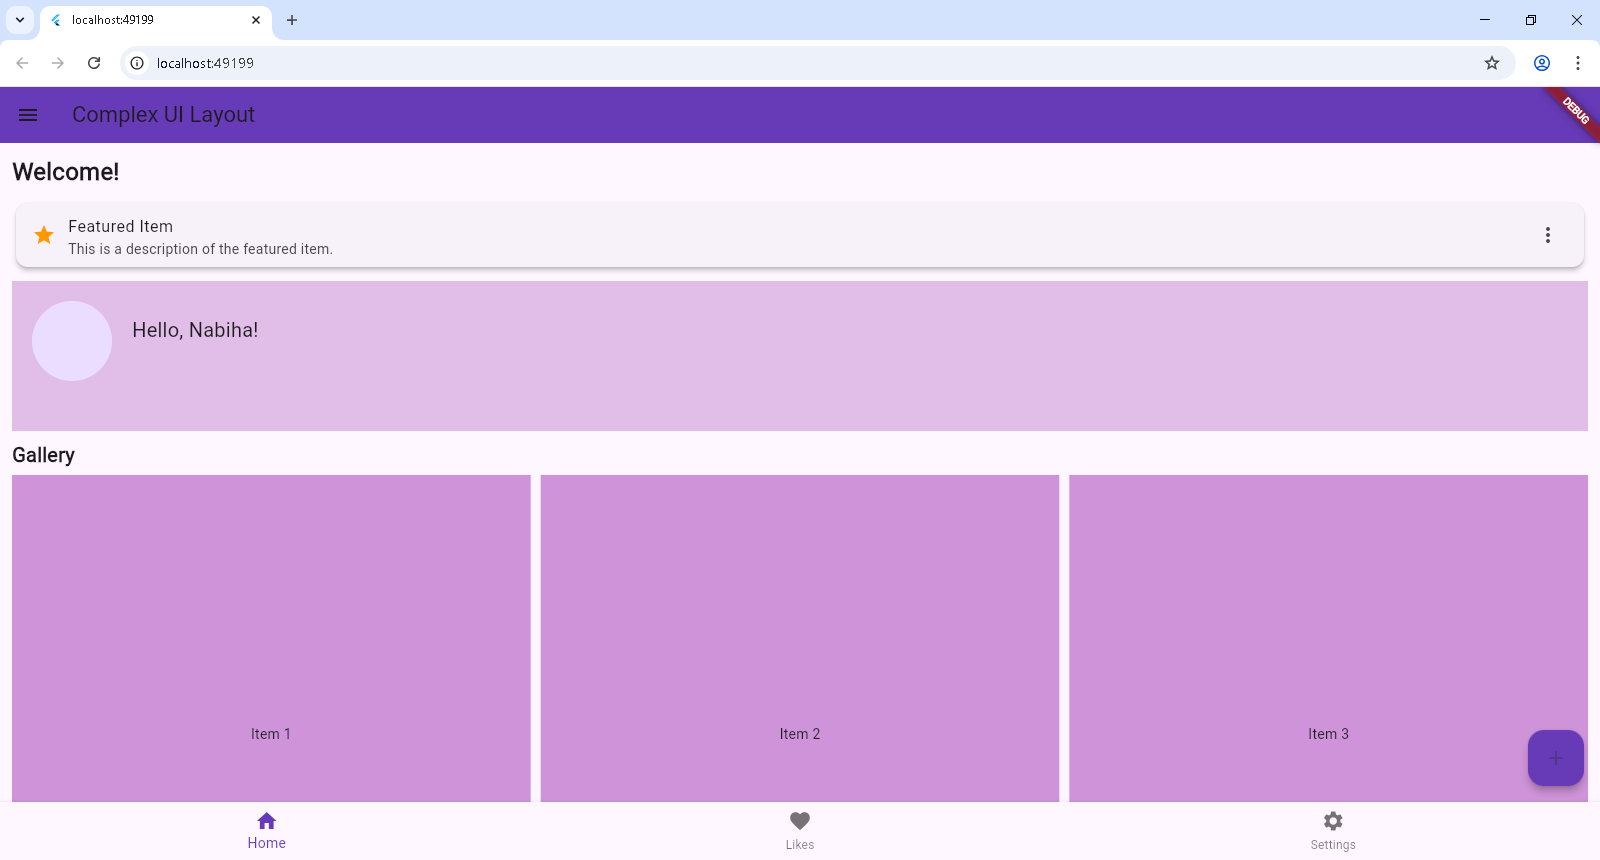 localhost:49199
localhost:49199
Complex UI Layout
DEBUG
Welcome!
Featured Item
This is a description of the featured item.
Hello, Nabiha!
Gallery
Item 1
Item 2
Item 3
Home
Likes
Settings